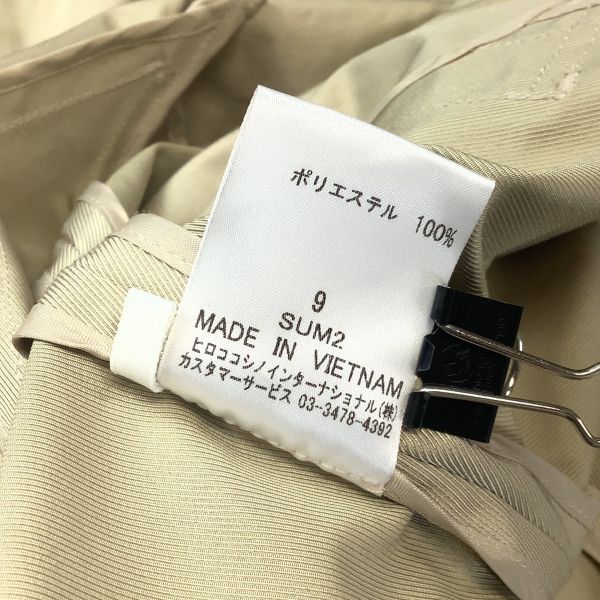 ポリエステル 100%
9
SUM2
MADE IN VIETNAM
ヒロココシノインターナショナル(株)
カスタマーサービス 03-3478-4392